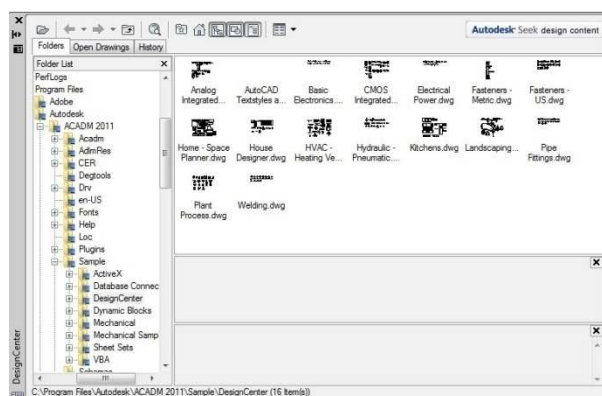 Autodesk® Seek design content
Folders Open Drawings History
Folder List
PerfLogs
Program Files
Adobe
Autodesk
ACADM 2011
Acadm
AdlmRes
CER
Degtools
Drv
en-US
Fonts
Help
Loc
Plugins
Sample
ActiveX
Database Connec
DesignCenter
Dynamic Blocks
Mechanical
Mechanical Samp
Sheet Sets
VBA
Analog Integrated...
AutoCAD Textstyles a...
Basic Electronics....
CMOS Integrated...
Electrical Power.dwg
Fasteners - Metric.dwg
Fasteners - US.dwg
Home - Space Planner.dwg
House Designer.dwg
HVAC - Heating Ve...
Hydraulic - Pneumatic....
Kitchens.dwg
Landscaping...
Pipe Fittings.dwg
Plant Process.dwg
Welding.dwg
DesignCenter
C:\Program Files\Autodesk\ACADM 2011\Sample\DesignCenter (16 Item(s))